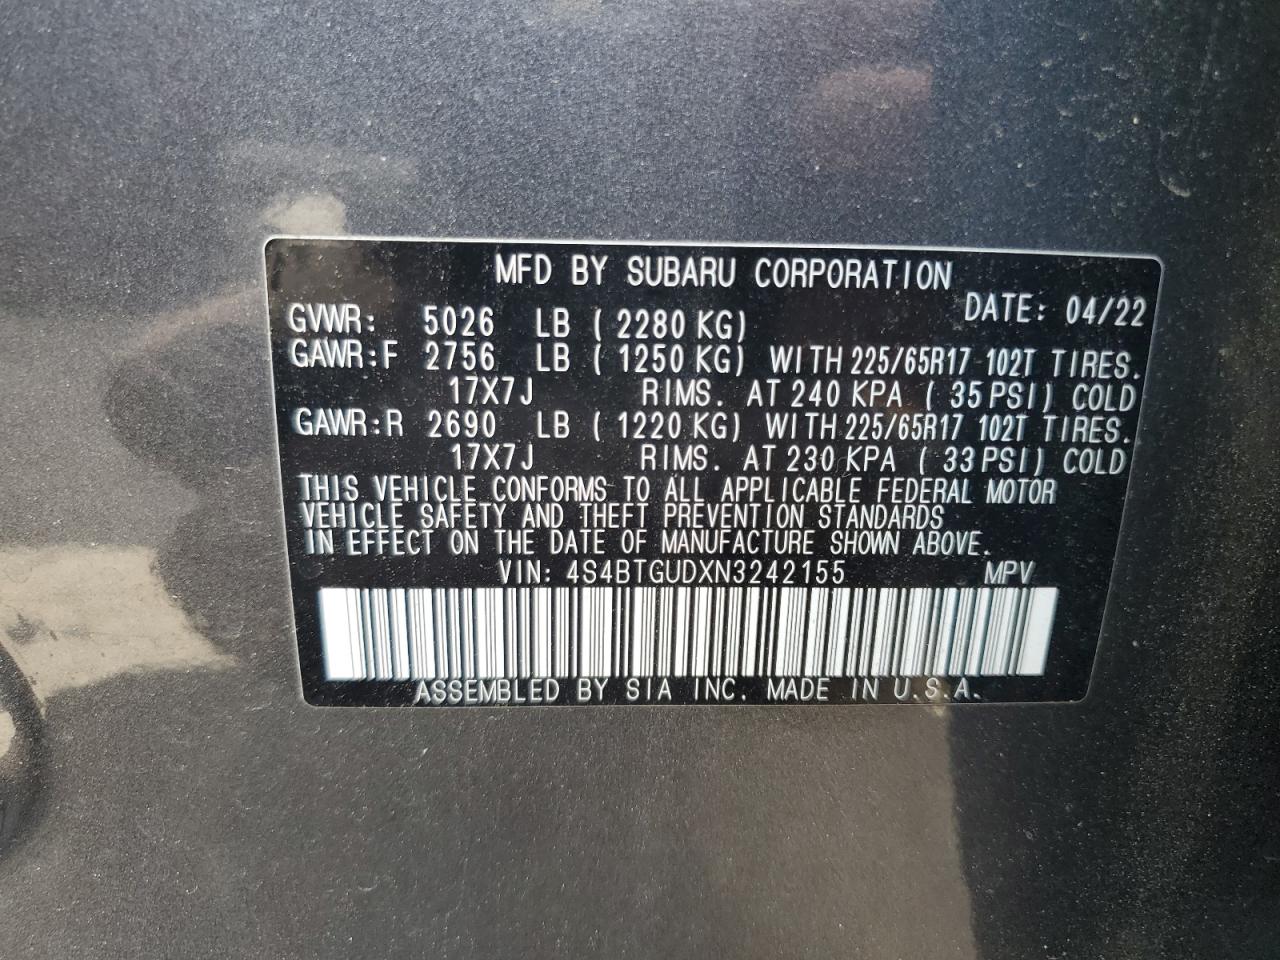 MFD BY SUBARU CORPORATION
DATE: 04/22
GVWR: 5026 LB ( 2280 KG)
GAWR:F 2756 LB ( 1250 KG) WITH 225/65R17 102T TIRES.
17X7J RIMS. AT 240 KPA ( 35 PSI) COLD
GAWR:R 2690 LB ( 1220 KG) WITH 225/65R17 102T TIRES.
17X7J RIMS. AT 230 KPA ( 33 PSI) COLD
THIS VEHICLE CONFORMS TO ALL APPLICABLE FEDERAL MOTOR
VEHICLE SAFETY AND THEFT PREVENTION STANDARDS
IN EFFECT ON THE DATE OF MANUFACTURE SHOWN ABOVE.
VIN: 4S4BTGUDXN3242155 MPV
ASSEMBLED BY SIA INC. MADE IN U.S.A.